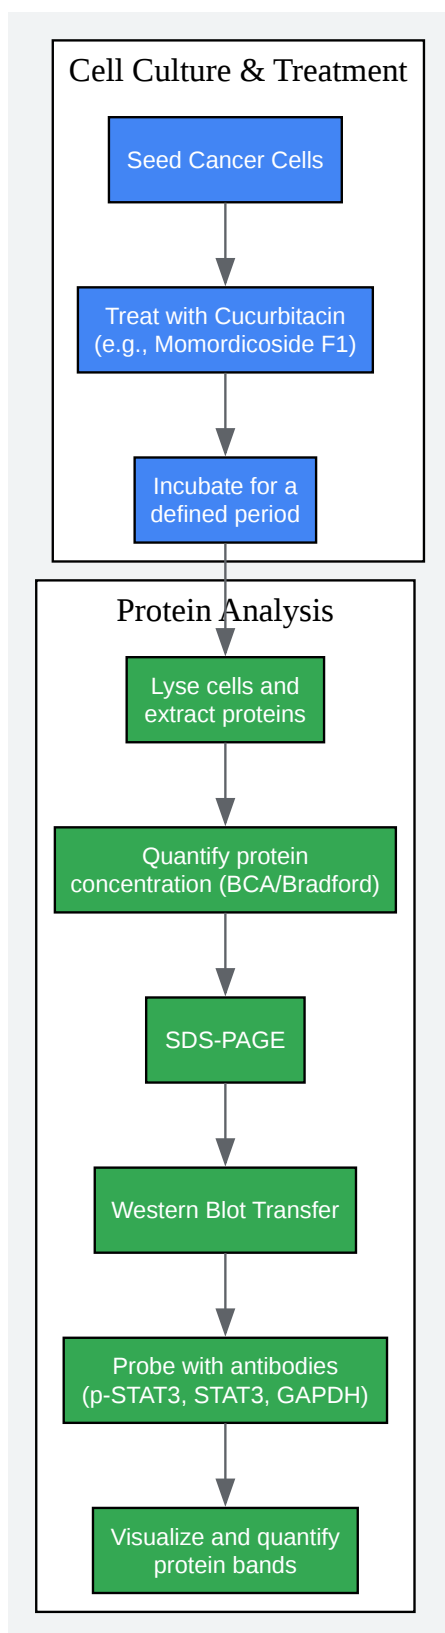 Cell Culture & Treatment
Seed Cancer Cells
Treat with Cucurbitacin
(e.g., Momordicoside F1)
Incubate for a
defined period
Protein Analysis
Lyse cells and
extract proteins
Quantify protein
concentration (BCA/Bradford)
SDS-PAGE
Western Blot Transfer
Probe with antibodies
(p-STAT3, STAT3, GAPDH)
Visualize and quantify
protein bands